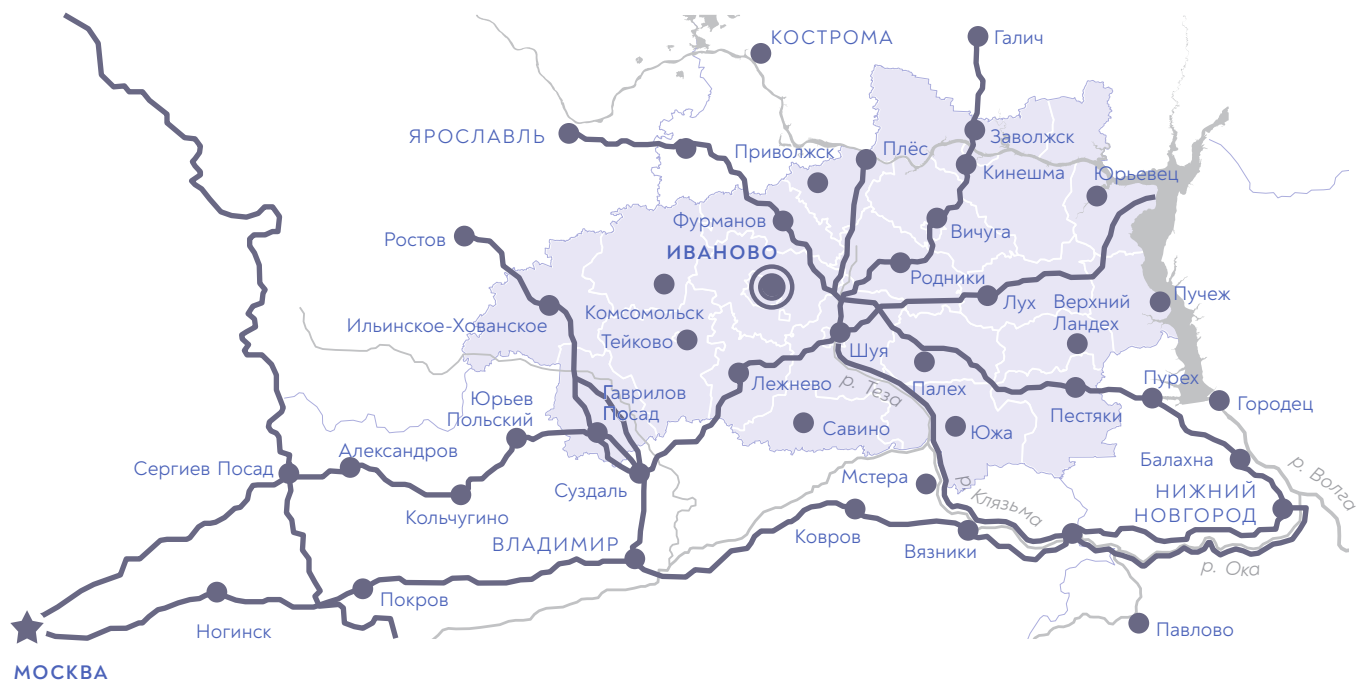 КОСТРОМА
Галич
ЯРОСЛАВЛЬ
Заволжск
Приволжск
Плёс
Кинешма
Юрьевец
Фурманов
Вичуга
Ростов
ИВАНОВО
Родники
Пучеж
Комсомольск
Лух
Верхний
Ландех
Ильинское-Хованское
Тейково
Шуя
Лежнево
р. Теза
Палех
Пурех
Гаврилов
Посад
Юрьев
Польский
Пестяки
Городец
Савино
Южа
Александров
Сергиев Посад
Балахна
р. Волга
Мстера
р. Клязьма
НИЖНИЙ
НОВГОРОД
Суздаль
Кольчугино
ВЛАДИМИР
Ковров
Вязники
р. Ока
Покров
Ногинск
Павлово
МОСКВА